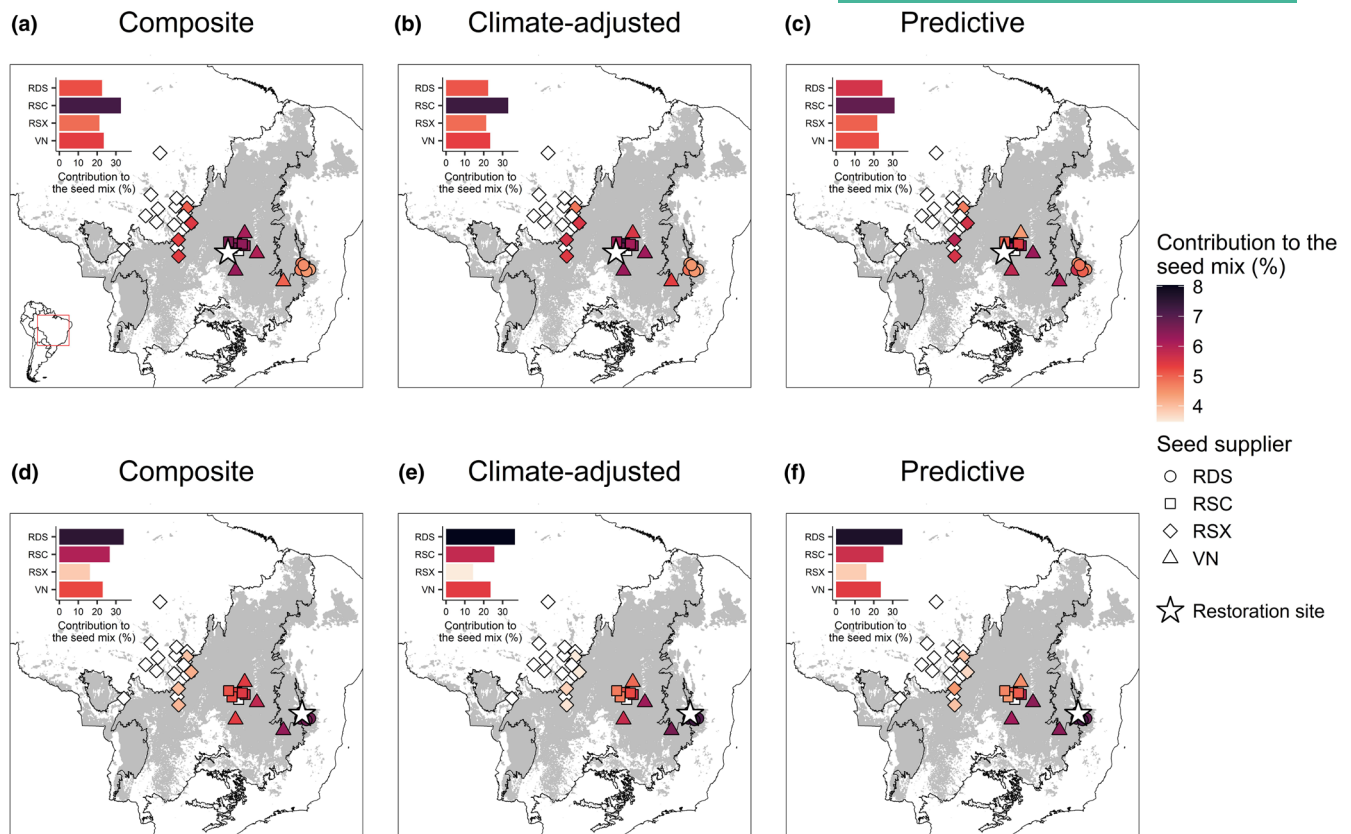 (a) Composite
(b) Climate-adjusted
(c) Predictive
RDS
RSC
RSX
VN
0 10 20 30
Contribution to
the seed mix (%)
RDS
RSC
RSX
VN
0 10 20 30
Contribution to
the seed mix (%)
RDS
RSC
RSX
VN
0 10 20 30
Contribution to
the seed mix (%)
(d) Composite
(e) Climate-adjusted
(f) Predictive
RDS
RSC
RSX
VN
0 10 20 30
Contribution to
the seed mix (%)
RDS
RSC
RSX
VN
0 10 20 30
Contribution to
the seed mix (%)
RDS
RSC
RSX
VN
0 10 20 30
Contribution to
the seed mix (%)
Contribution to the
seed mix (%)
8
7
6
5
4
Seed supplier
RDS
RSC
RSX
VN
Restoration site